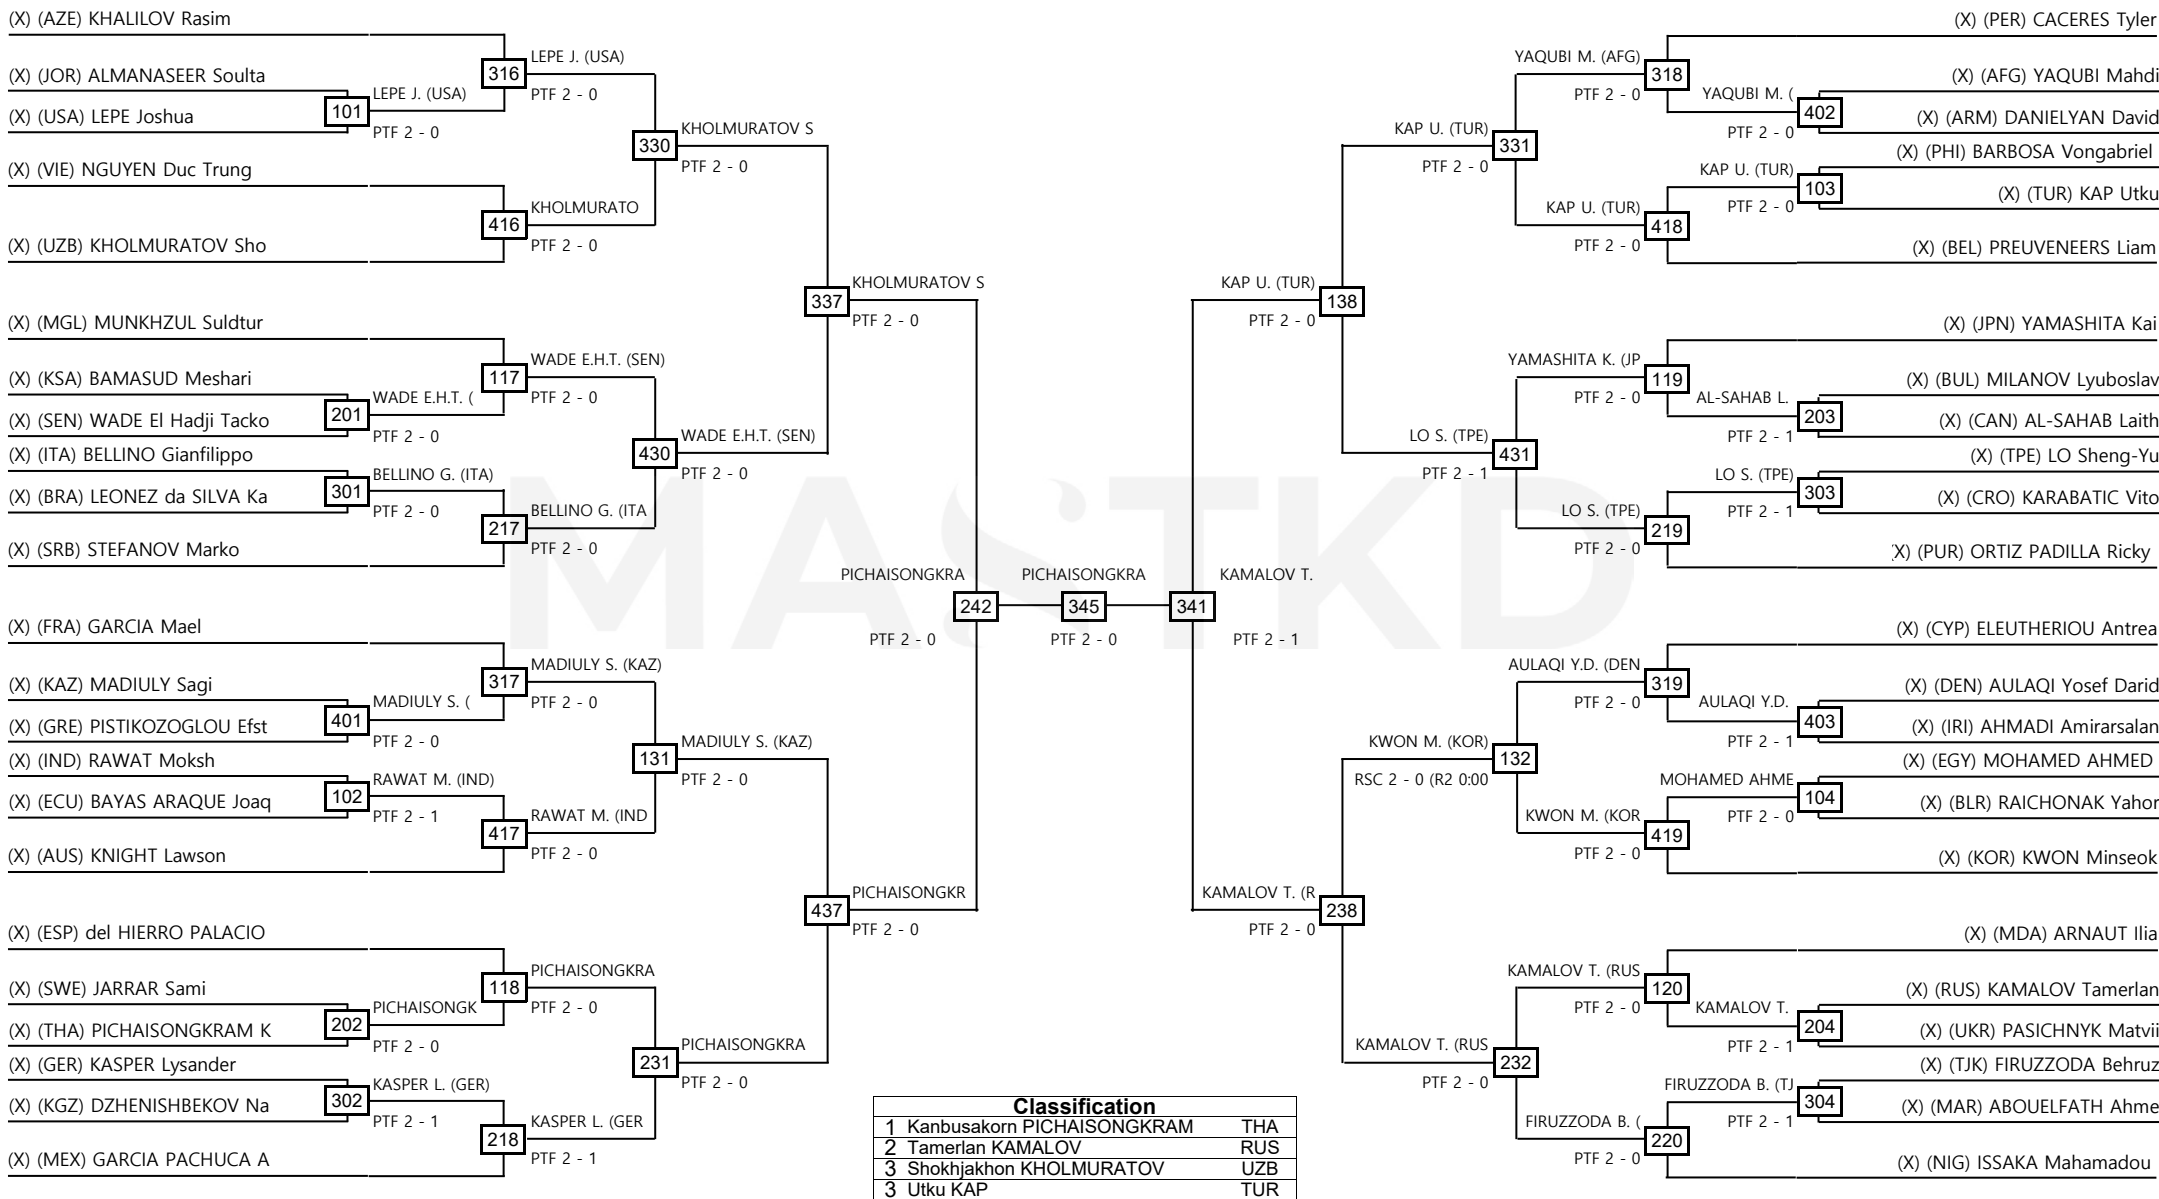 (X) (AZE) KHALILOV Rasim
(X) (JOR) ALMANASEER Soulta
(X) (USA) LEPE Joshua
(X) (VIE) NGUYEN Duc Trung
(X) (UZB) KHOLMURATOV Sho
(X) (MGL) MUNKHZUL Suldtur
(X) (KSA) BAMASUD Meshari
(X) (SEN) WADE El Hadji Tacko
(X) (ITA) BELLINO Gianfilippo
(X) (BRA) LEONEZ da SILVA Ka
(X) (SRB) STEFANOV Marko
(X) (FRA) GARCIA Mael
(X) (KAZ) MADIULY Sagi
(X) (GRE) PISTIKOZOGLOU Efst
(X) (IND) RAWAT Moksh
(X) (ECU) BAYAS ARAQUE Joaq
(X) (AUS) KNIGHT Lawson
(X) (ESP) del HIERRO PALACIO
(X) (SWE) JARRAR Sami
(X) (THA) PICHAISONGKRAM K
(X) (GER) KASPER Lysander
(X) (KGZ) DZHENISHBEKOV Na
(X) (MEX) GARCIA PACHUCA A
101
LEPE J. (USA)
PTF 2 - 0
201
WADE E.H.T. (
PTF 2 - 0
301
BELLINO G. (ITA)
PTF 2 - 0
401
MADIULY S. (
PTF 2 - 0
102
RAWAT M. (IND)
PTF 2 - 1
202
PICHAISONGK
PTF 2 - 0
302
KASPER L. (GER)
PTF 2 - 1
316
LEPE J. (USA)
PTF 2 - 0
416
KHOLMURATO
PTF 2 - 0
117
WADE E.H.T. (SEN)
PTF 2 - 0
217
BELLINO G. (ITA
PTF 2 - 0
317
MADIULY S. (KAZ)
PTF 2 - 0
417
RAWAT M. (IND
PTF 2 - 0
118
PICHAISONGKRA
PTF 2 - 0
218
KASPER L. (GER
PTF 2 - 1
330
KHOLMURATOV S
PTF 2 - 0
430
WADE E.H.T. (SEN)
PTF 2 - 0
131
MADIULY S. (KAZ)
PTF 2 - 0
231
PICHAISONGKRA
PTF 2 - 0
337
KHOLMURATOV S
PTF 2 - 0
437
PICHAISONGKR
PTF 2 - 0
PICHAISONGKRA
242
PTF 2 - 0
PICHAISONGKRA
345
PTF 2 - 0
KAMALOV T.
341
PTF 2 - 1
MASTKD
KAP U. (TUR)
138
PTF 2 - 0
KAMALOV T. (R
238
PTF 2 - 0
KAP U. (TUR)
331
PTF 2 - 0
LO S. (TPE)
431
PTF 2 - 1
KWON M. (KOR)
132
RSC 2 - 0 (R2 0:00
KAMALOV T. (RUS
232
PTF 2 - 0
YAQUBI M. (AFG)
318
PTF 2 - 0
KAP U. (TUR)
418
PTF 2 - 0
YAMASHITA K. (JP
119
PTF 2 - 0
LO S. (TPE)
219
PTF 2 - 0
AULAQI Y.D. (DEN
319
PTF 2 - 0
KWON M. (KOR
419
PTF 2 - 0
KAMALOV T. (RUS
120
PTF 2 - 0
FIRUZZODA B. (
220
PTF 2 - 0
YAQUBI M. (
402
PTF 2 - 0
KAP U. (TUR)
103
PTF 2 - 0
AL-SAHAB L.
203
PTF 2 - 1
LO S. (TPE)
303
PTF 2 - 1
AULAQI Y.D.
403
PTF 2 - 1
MOHAMED AHME
104
PTF 2 - 0
KAMALOV T.
204
PTF 2 - 1
FIRUZZODA B. (TJ
304
PTF 2 - 1
(X) (PER) CACERES Tyler
(X) (AFG) YAQUBI Mahdi
(X) (ARM) DANIELYAN David
(X) (PHI) BARBOSA Vongabriel
(X) (TUR) KAP Utku
(X) (BEL) PREUVENEERS Liam
(X) (JPN) YAMASHITA Kai
(X) (BUL) MILANOV Lyuboslav
(X) (CAN) AL-SAHAB Laith
(X) (TPE) LO Sheng-Yu
(X) (CRO) KARABATIC Vito
X) (PUR) ORTIZ PADILLA Ricky
(X) (CYP) ELEUTHERIOU Antrea
(X) (DEN) AULAQI Yosef Darid
(X) (IRI) AHMADI Amirarsalan
(X) (EGY) MOHAMED AHMED
(X) (BLR) RAICHONAK Yahor
(X) (KOR) KWON Minseok
(X) (MDA) ARNAUT Ilia
(X) (RUS) KAMALOV Tamerlan
(X) (UKR) PASICHNYK Matvii
(X) (TJK) FIRUZZODA Behruz
(X) (MAR) ABOUELFATH Ahme
(X) (NIG) ISSAKA Mahamadou
Classification
1 Kanbusakorn PICHAISONGKRAM THA
2 Tamerlan KAMALOV RUS
3 Shokhjakhon KHOLMURATOV UZB
3 Utku KAP TUR